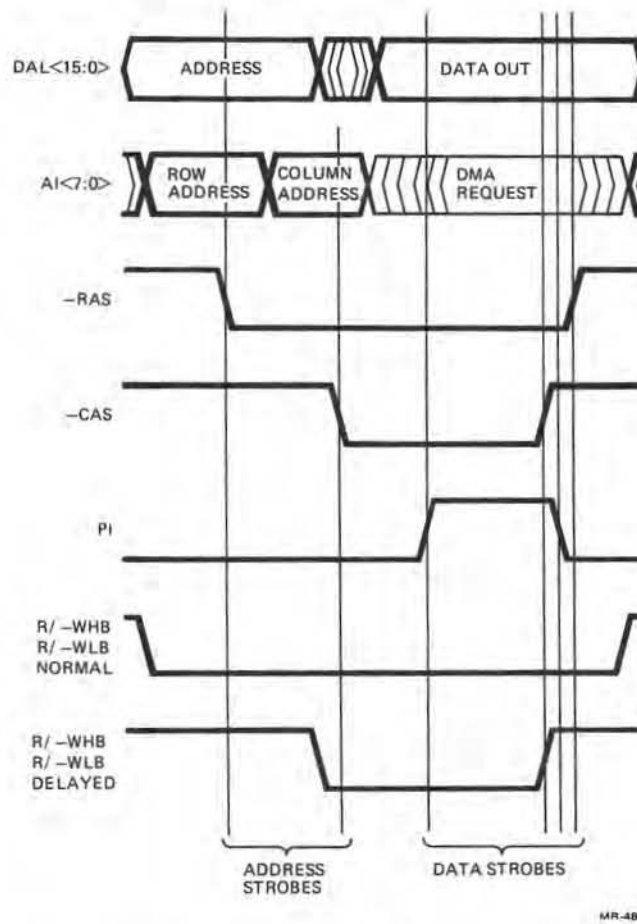 DAL<15:0>
ADDRESS
DATA OUT
AI<7:0>
ROW
ADDRESS
COLUMN
ADDRESS
DMA
REQUEST
–RAS
–CAS
PI
R/ –WHB
R/ –WLB
NORMAL
R/ –WHB
R/ –WLB
DELAYED
ADDRESS
STROBES
DATA STROBES